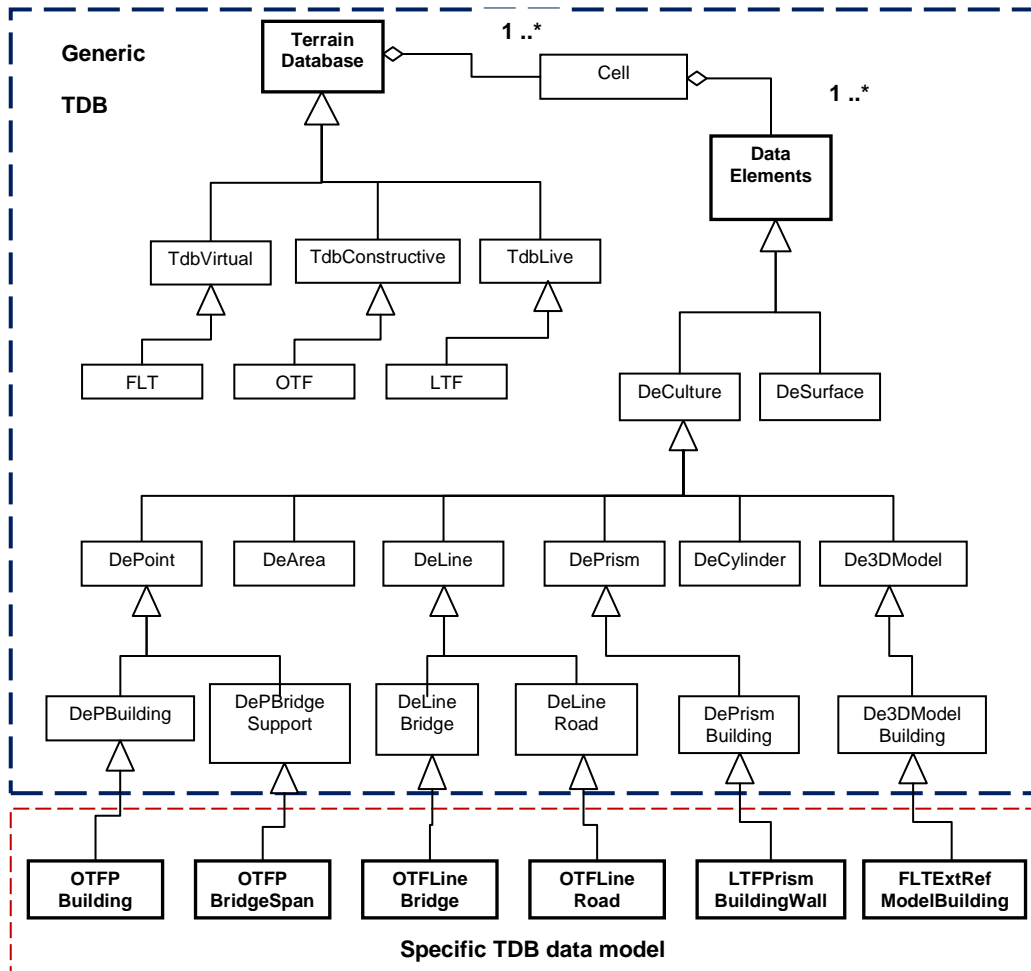 Generic
TDB
Terrain
Database
1 ..*
Cell
1 ..*
Data
Elements
TdbVirtual
TdbConstructive
TdbLive
FLT
OTF
LTF
DeCulture
DeSurface
DePoint
DeArea
DeLine
DePrism
DeCylinder
De3DModel
DePBuilding
DePBridge
Support
DeLine
Bridge
DeLine
Road
DePrism
Building
De3DModel
Building
OTFP
Building
OTFP
BridgeSpan
OTFLine
Bridge
OTFLine
Road
LTFPrism
BuildingWall
FLTExtRef
ModelBuilding
Specific TDB data model